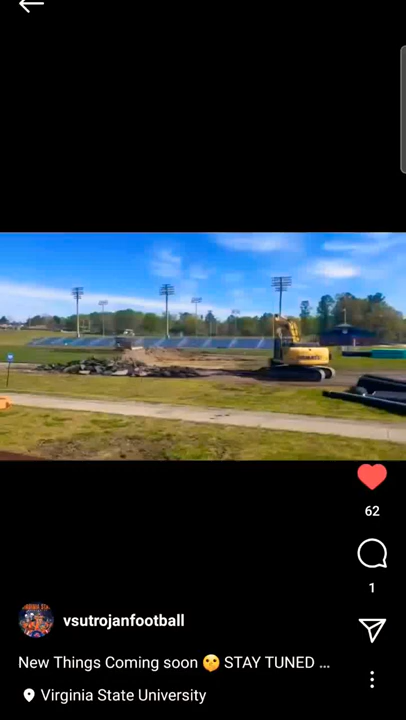 62
1
vsutrojanfootball
New Things Coming soon 🤫 STAY TUNED ...
Virginia State University